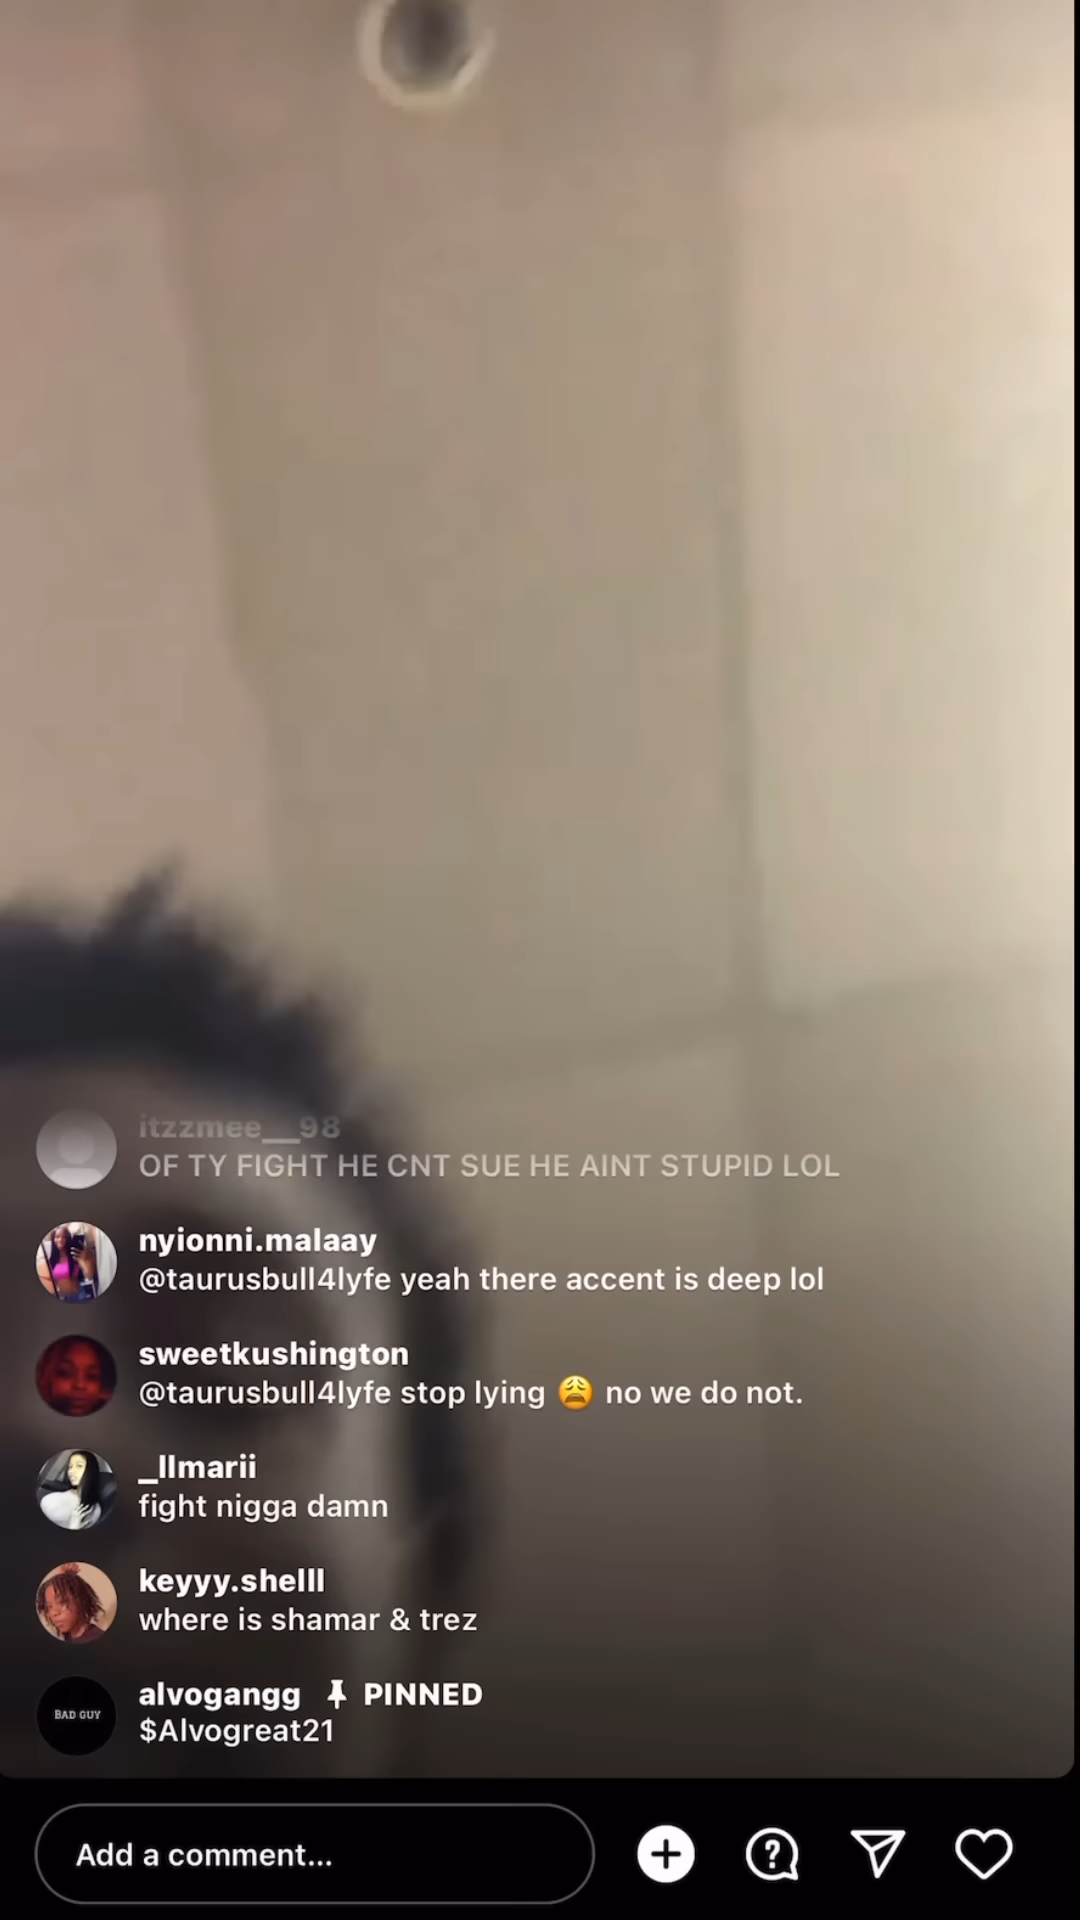 itzzmee__98
OF TY FIGHT HE CNT SUE HE AINT STUPID LOL
nyionni.malaay
@taurusbull4lyfe yeah there accent is deep lol
sweetkushington
@taurusbull4lyfe stop lying 😩 no we do not.
_llmarii
fight nigga damn
keyyy.shelll
where is shamar & trez
alvogangg PINNED
BAD GUY
$Alvogreat21
Add a comment...